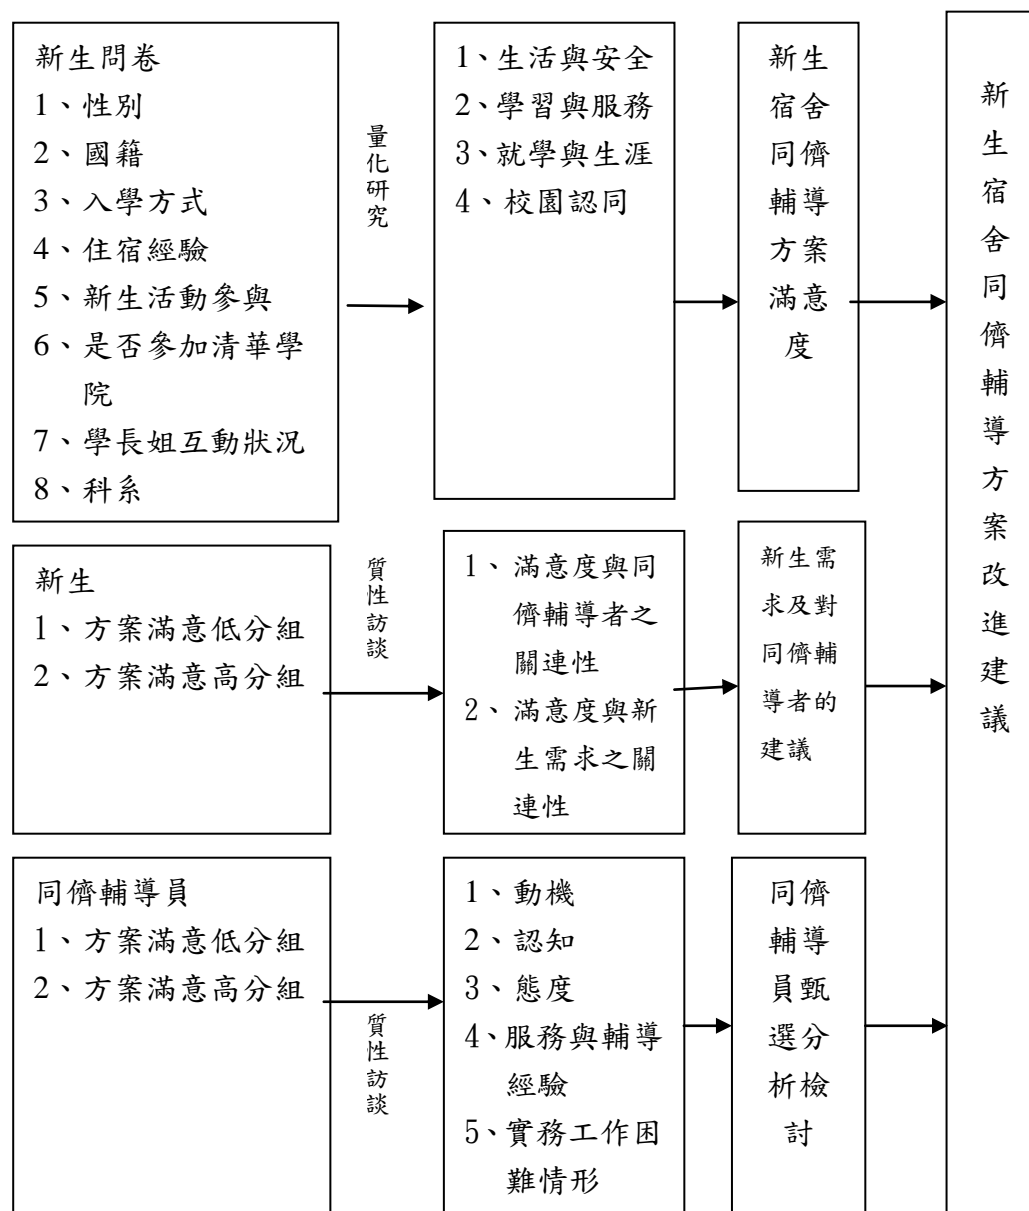 新生問卷
1、性別
2、國籍
3、入學方式
4、住宿經驗
5、新生活動參與
6、是否參加清華學
院
7、學長姐互動狀況
8、科系
量化研究
1、生活與安全
2、學習與服務
3、就學與生涯
4、校園認同
新生宿舍同儕輔導方案滿意度
新生宿舍同儕輔導方案改進建議
新生
1、方案滿意低分組
2、方案滿意高分組
質性訪談
1、滿意度與同
儕輔導者之
關連性
2、滿意度與新
生需求之關
連性
新生需
求及對
同儕輔
導者的
建議
同儕輔導員
1、方案滿意低分組
2、方案滿意高分組
質性訪談
1、動機
2、認知
3、態度
4、服務與輔導
經驗
5、實務工作困
難情形
同儕
輔導
員甄
選分
析檢
討